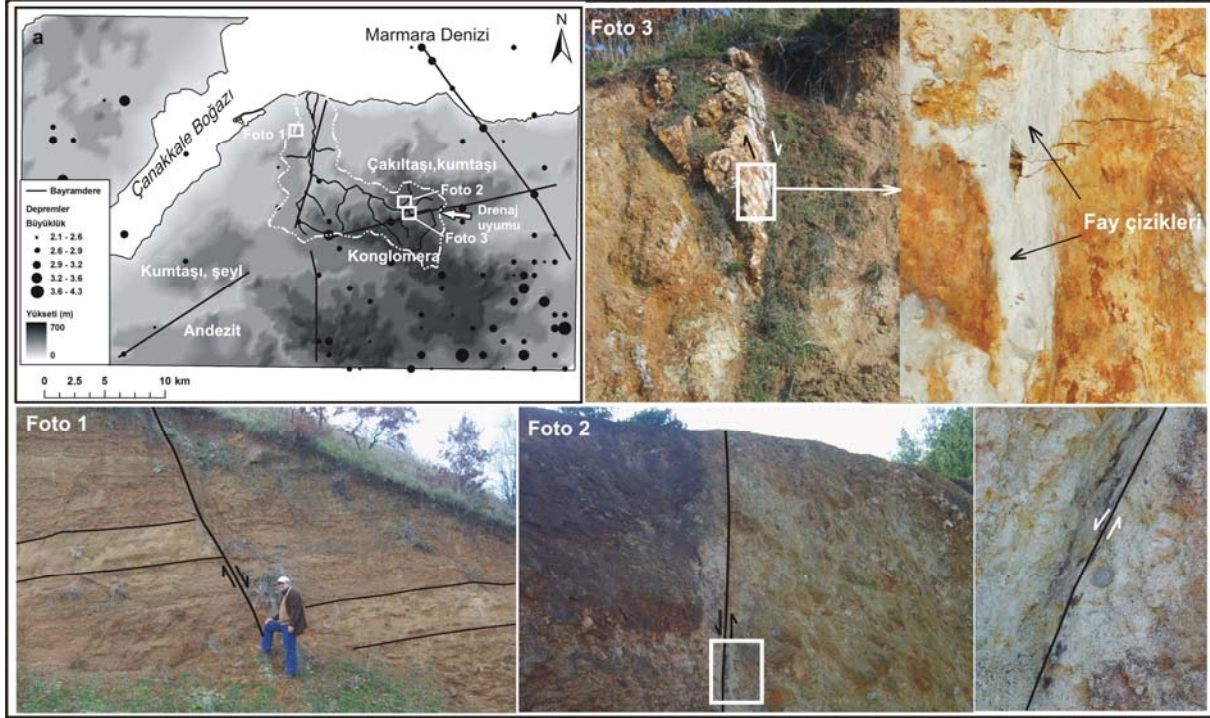 a
Marmara Denizi
N
Çanakkale Boğazı
Foto 1
Çakıltaşı,kumtaşı
Foto 2
Drenaj
uyumu
Foto 3
Konglomera
Kumtaşı, şeyl
Andezit
Bayramdere
Depremler
Büyüklük
2.1 - 2.6
2.6 - 2.9
2.9 - 3.2
3.2 - 3.6
3.6 - 4.3
Yükseti (m)
700
0
0 2.5 5 10 km
Foto 3
Fay çizikleri
Foto 1
Foto 2